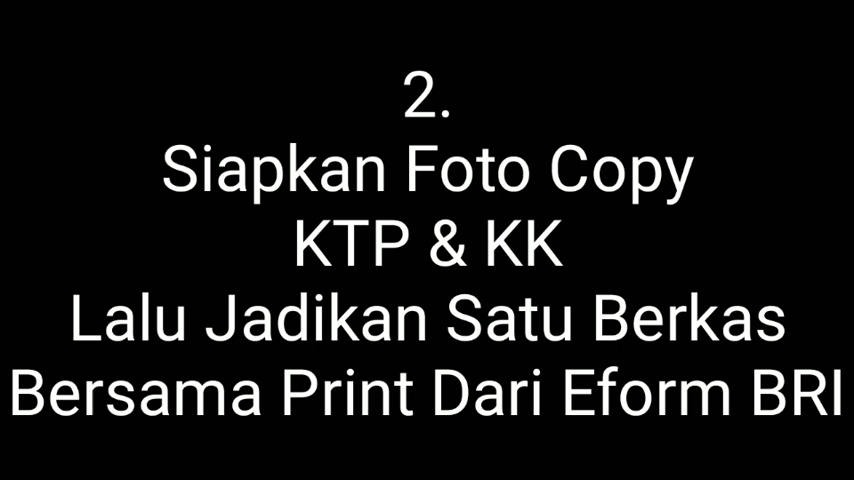 2.
Siapkan Foto Copy
KTP & KK
Lalu Jadikan Satu Berkas
Bersama Print Dari Eform BRI